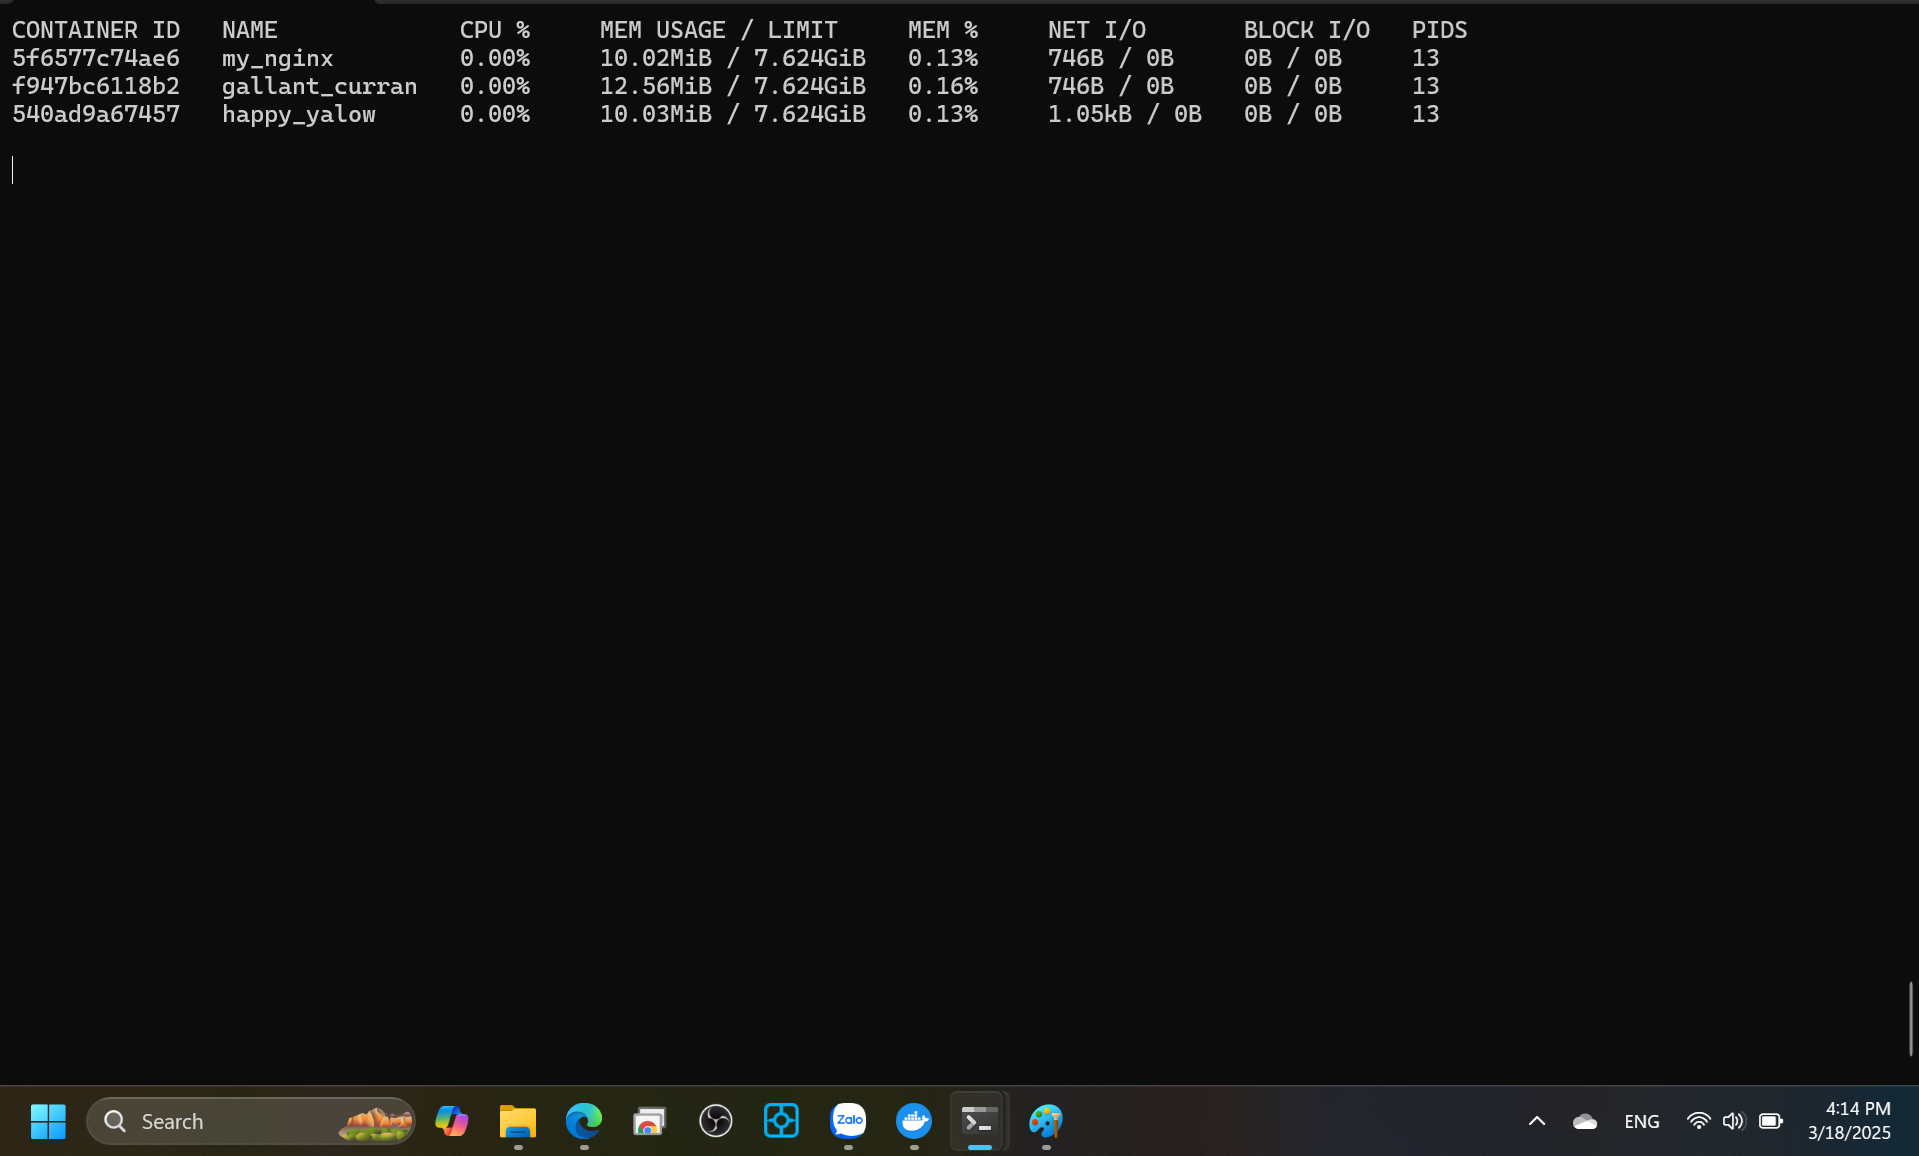 CONTAINER ID   NAME             CPU %     MEM USAGE / LIMIT     MEM %     NET I/O       BLOCK I/O   PIDS
5f6577c74ae6   my_nginx         0.00%     10.02MiB / 7.624GiB   0.13%     746B / 0B     0B / 0B     13
f947bc6118b2   gallant_curran   0.00%     12.56MiB / 7.624GiB   0.16%     746B / 0B     0B / 0B     13
540ad9a67457   happy_yalow      0.00%     10.03MiB / 7.624GiB   0.13%     1.05kB / 0B   0B / 0B     13
Search
Zalo
ENG
4:14 PM
3/18/2025